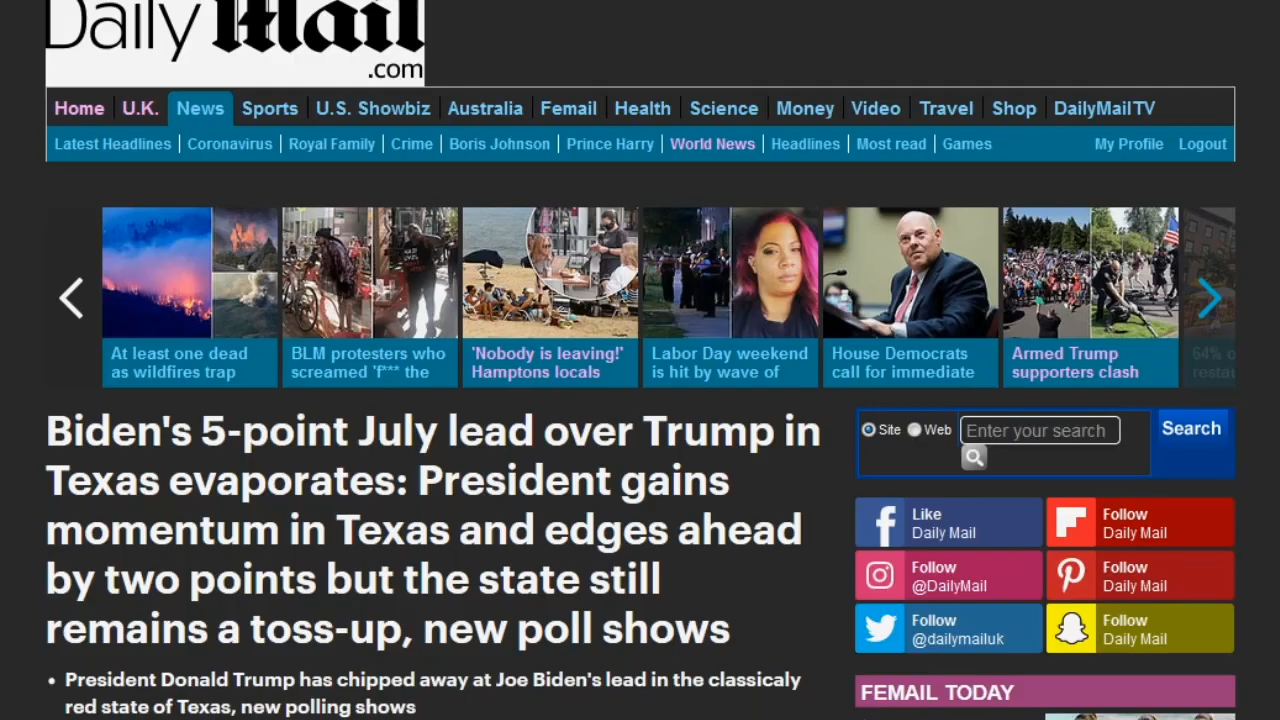 Daily Mail
.com
Home U.K. News Sports U.S. Showbiz Australia Femail Health Science Money Video Travel Shop DailyMailTV
Latest Headlines Coronavirus Royal Family Crime Boris Johnson Prince Harry World News Headlines Most read Games My Profile Logout
At least one dead
as wildfires trap
BLM protesters who
screamed 'f*** the
'Nobody is leaving!'
Hamptons locals
Labor Day weekend
is hit by wave of
House Democrats
call for immediate
Armed Trump
supporters clash
64% o
restau
Biden's 5-point July lead over Trump in
Texas evaporates: President gains
momentum in Texas and edges ahead
by two points but the state still
remains a toss-up, new poll shows
• President Donald Trump has chipped away at Joe Biden's lead in the classicaly
red state of Texas, new polling shows
Site Web Enter your search Search
Like
Daily Mail
Follow
Daily Mail
Follow
@DailyMail
Follow
Daily Mail
Follow
@dailymailuk
Follow
Daily Mail
FEMAIL TODAY